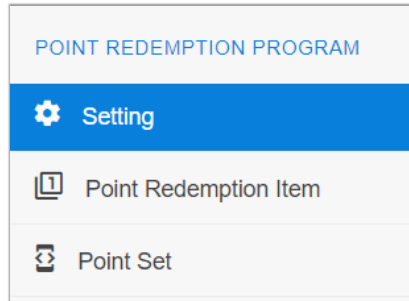 POINT REDEMPTION PROGRAM
Setting
Point Redemption Item
Point Set